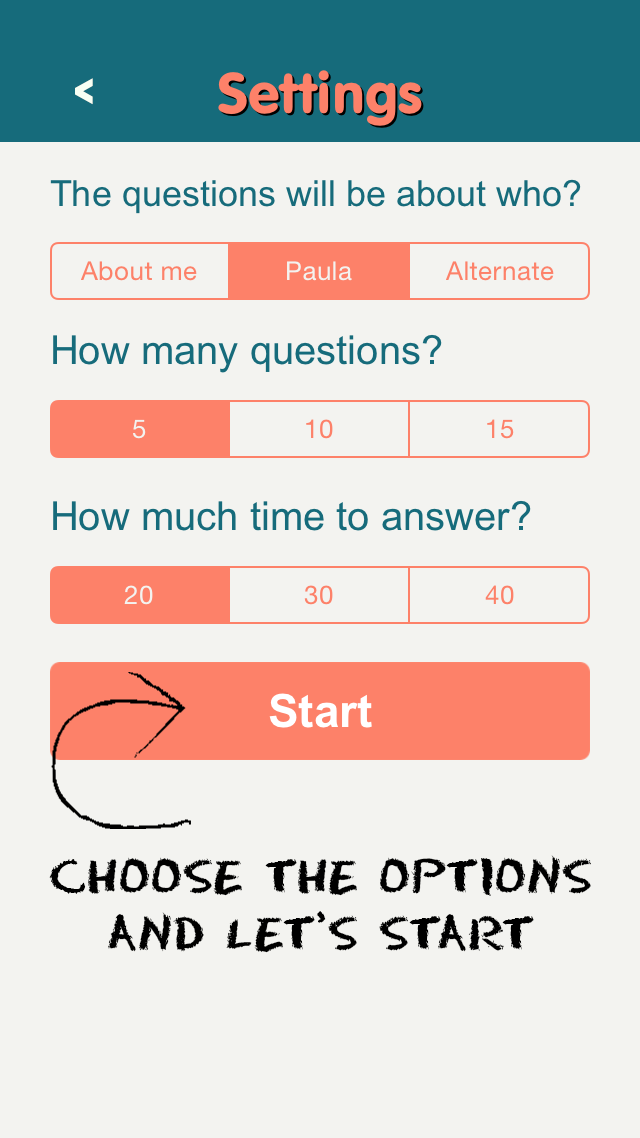 <
Settings
The questions will be about who?
About me Paula Alternate
How many questions?
5 10 15
How much time to answer?
20 30 40
Start
CHOOSE THE OPTIONS
AND LET'S START